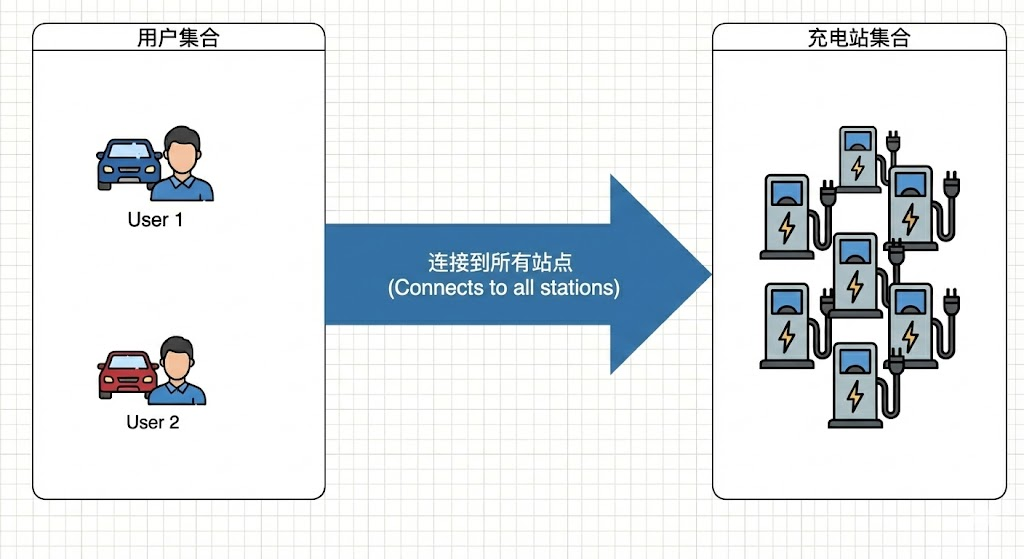 用户集合
充电站集合
User 1
连接到所有站点
(Connects to all stations)
User 2